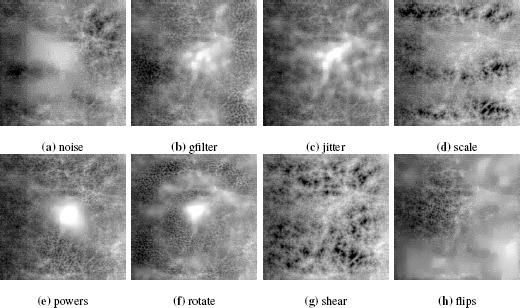 (a) noise (b) gfilter (c) jitter (d) scale
(e) powers (f) rotate (g) shear (h) flips